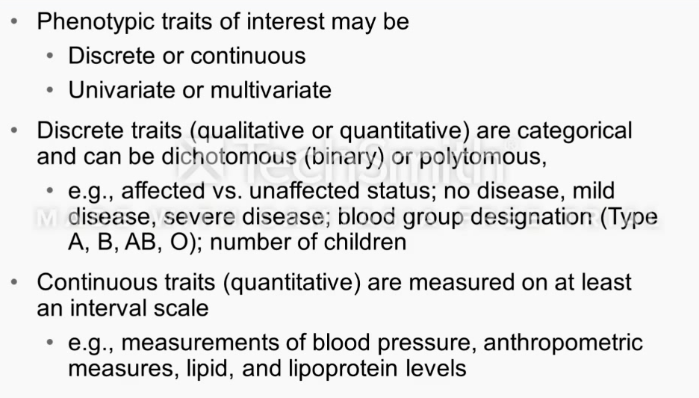 • Phenotypic traits of interest may be
• Discrete or continuous
• Univariate or multivariate
• Discrete traits (qualitative or quantitative) are categorical
and can be dichotomous (binary) or polytomous,
TechSmith
• e.g., affected vs. unaffected status; no disease, mild
disease, severe disease; blood group designation (Type
A, B, AB, O); number of children
• Continuous traits (quantitative) are measured on at least
an interval scale
• e.g., measurements of blood pressure, anthropometric
measures, lipid, and lipoprotein levels